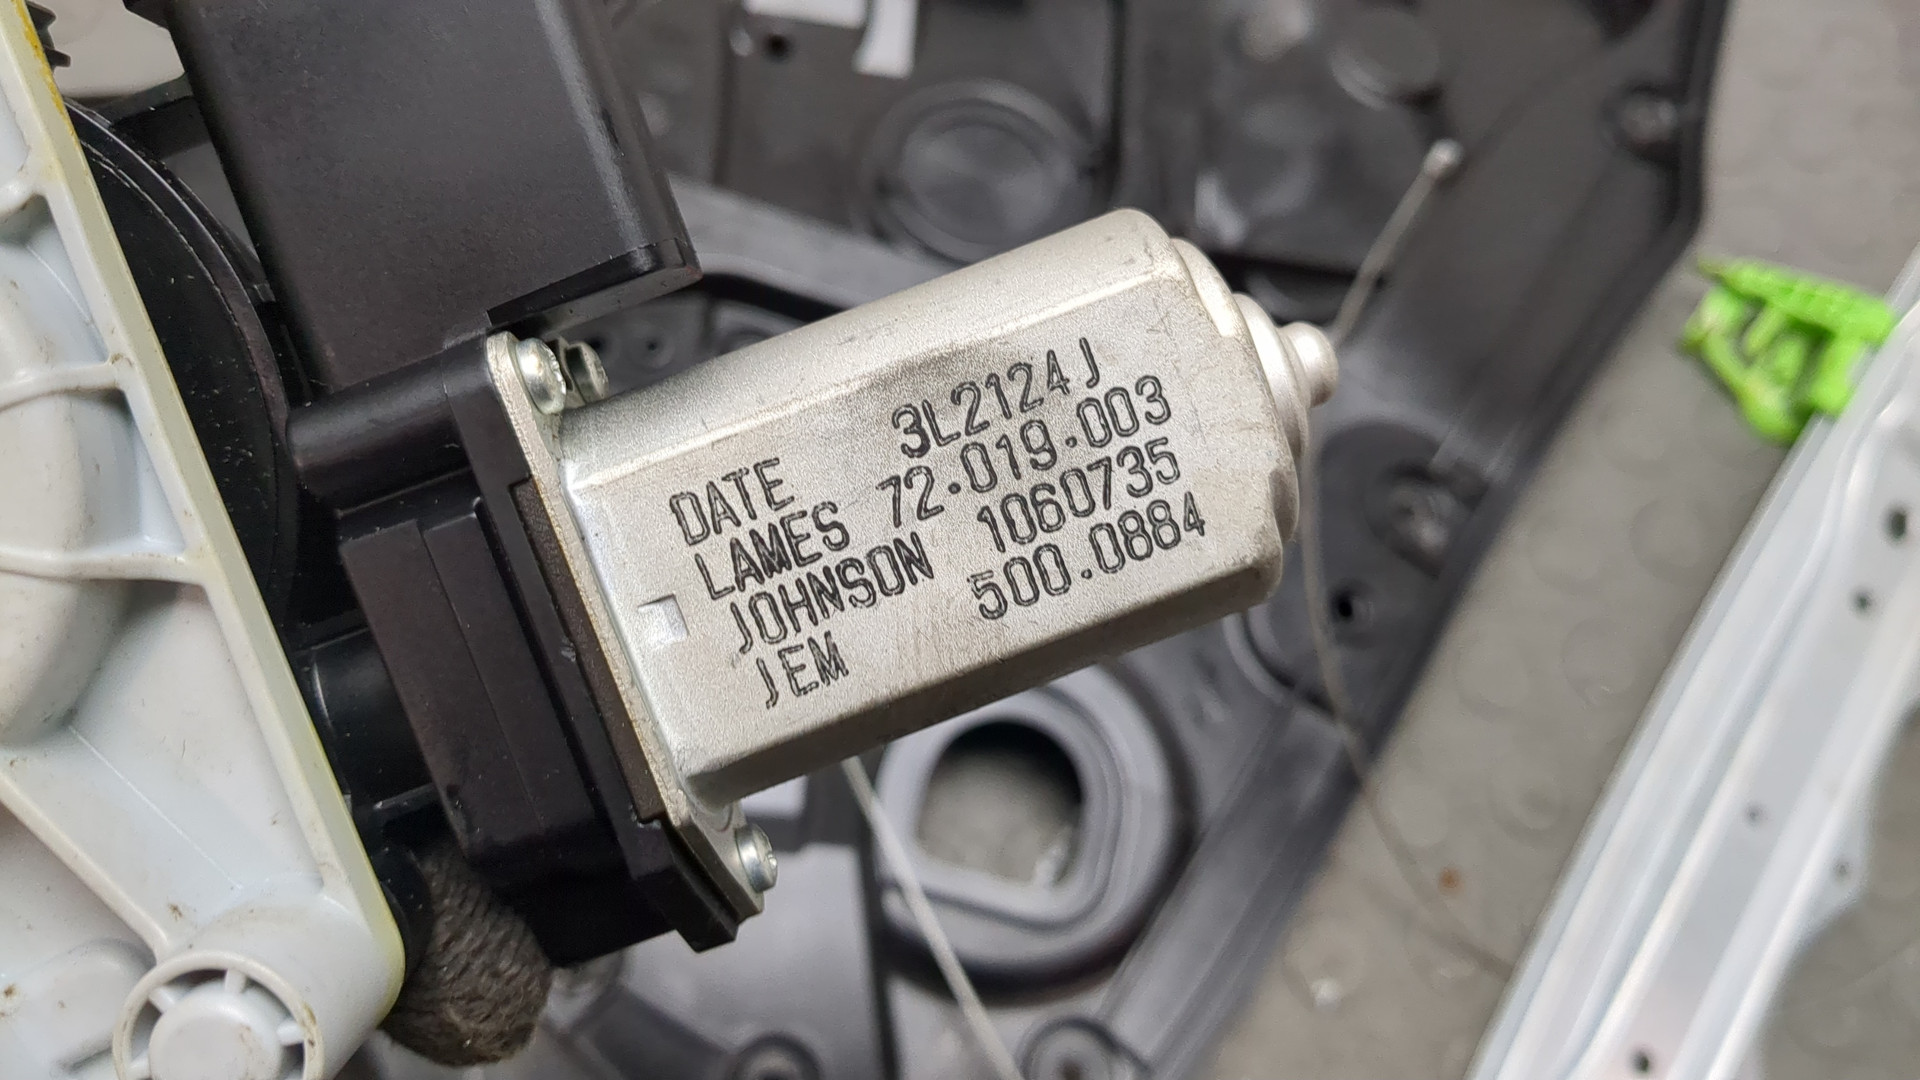 DATE 3L2124J
LAMES 72.019.003
JOHNSON 1060735
JEM 500.0884